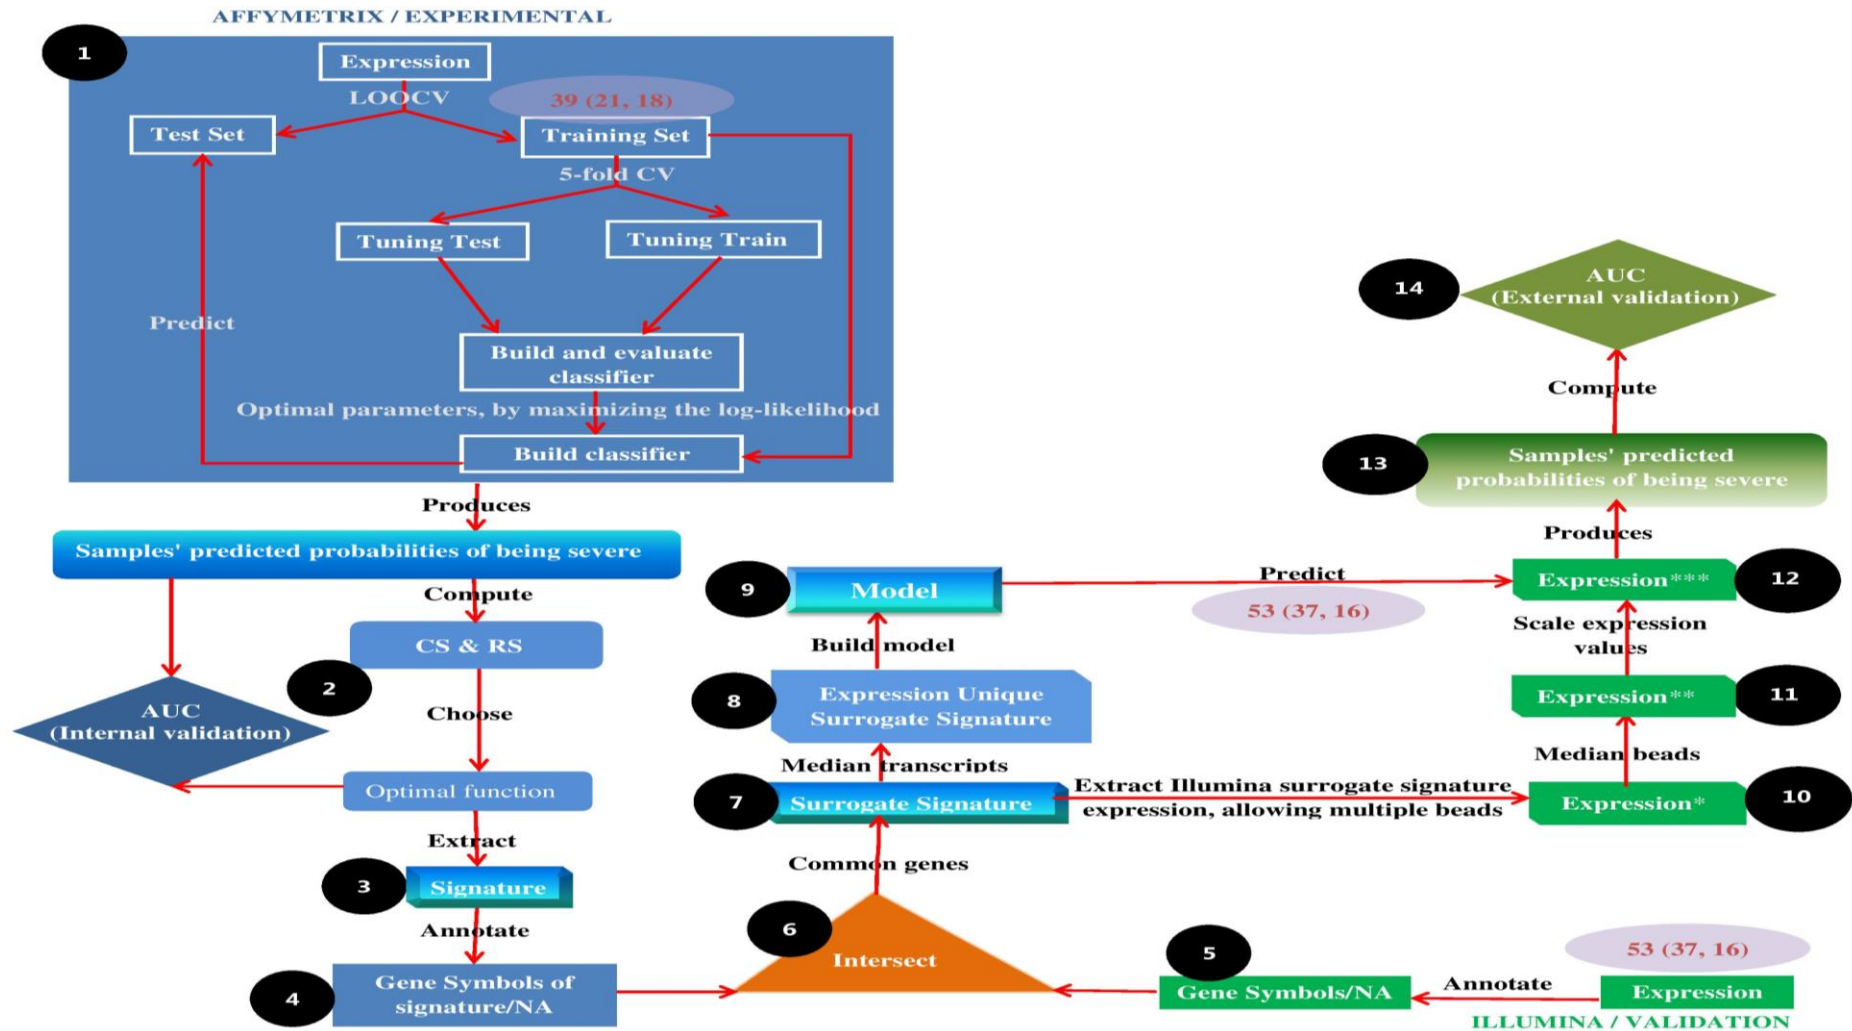 AFFYMETRIX / EXPERIMENTAL
1
Expression
LOOCV
39 (21, 18)
Test Set
Training Set
5-fold CV
Tuning Test
Tuning Train
Predict
Build and evaluate
classifier
Optimal parameters, by maximizing the log-likelihood
Build classifier
Produces
Samples' predicted probabilities of being severe
Compute
CS & RS
2
AUC
(Internal validation)
Choose
Optimal function
Extract
3
Signature
Annotate
4
Gene Symbols of
signature/NA
6
Intersect
5
Gene Symbols/NA
Annotate
53 (37, 16)
Expression
ILLUMINA / VALIDATION
Common genes
7
Surrogate Signature
Extract Illumina surrogate signature
expression, allowing multiple beads
Median transcripts
8
Expression Unique
Surrogate Signature
Build model
9
Model
Predict
53 (37, 16)
Expression*
10
Median beads
Expression**
11
Scale expression
values
Expression***
12
Produces
13
Samples' predicted
probabilities of being severe
Compute
14
AUC
(External validation)